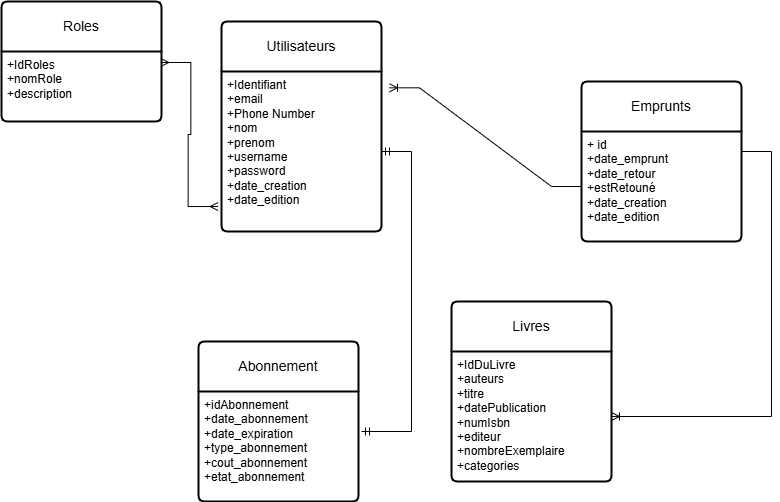 Roles
+IdRoles
+nomRole
+description
Utilisateurs
+Identifiant
+email
+Phone Number
+nom
+prenom
+username
+password
+date_creation
+date_edition
Emprunts
+ id
+date_emprunt
+date_retour
+estRetouné
+date_creation
+date_edition
Abonnement
+idAbonnement
+date_abonnement
+date_expiration
+type_abonnement
+cout_abonnement
+etat_abonnement
Livres
+IdDuLivre
+auteurs
+titre
+datePublication
+numIsbn
+editeur
+nombreExemplaire
+categories